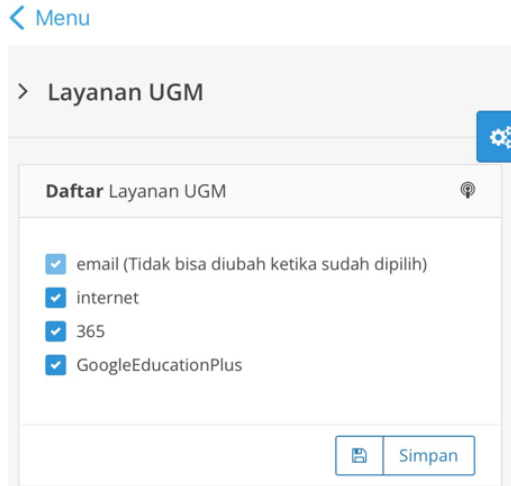 Menu
Layanan UGM
Daftar Layanan UGM
email (Tidak bisa diubah ketika sudah dipilih)
internet
365
GoogleEducationPlus
Simpan